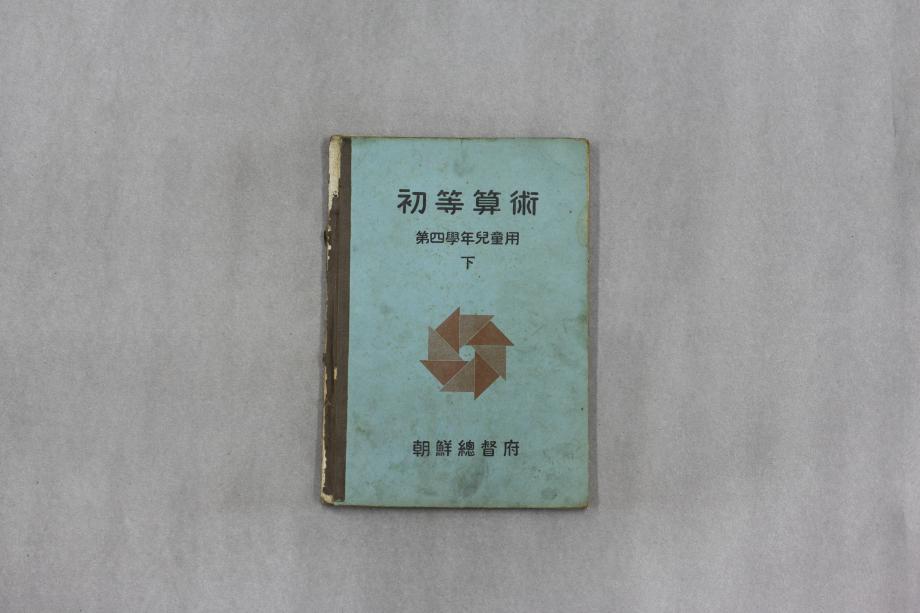 初等算術
第四學年兒童用
下
朝鮮總督府